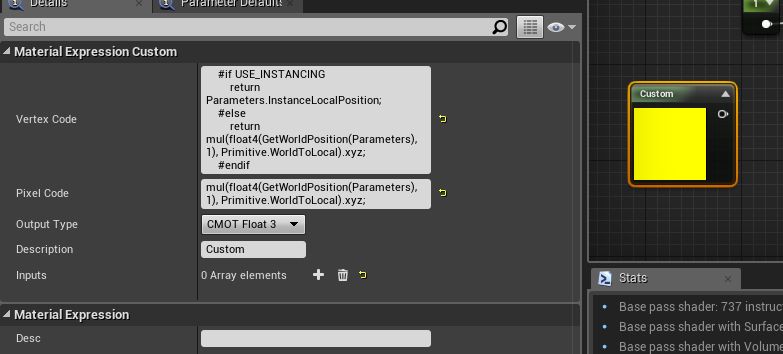 Details
Parameter Defaults
Search
Material Expression Custom
Vertex Code
#if USE_INSTANCING
return
Parameters.InstanceLocalPosition;
#else
return
mul(float4(GetWorldPosition(Parameters),
1), Primitive.WorldToLocal).xyz;
#endif
Pixel Code
mul(float4(GetWorldPosition(Parameters),
1), Primitive.WorldToLocal).xyz;
Output Type
CMOT Float 3
Description
Custom
Inputs
0 Array elements
Material Expression
Desc
1
Custom
Stats
Base pass shader: 737 instruc
Base pass shader with Surface
Base pass shader with Volume